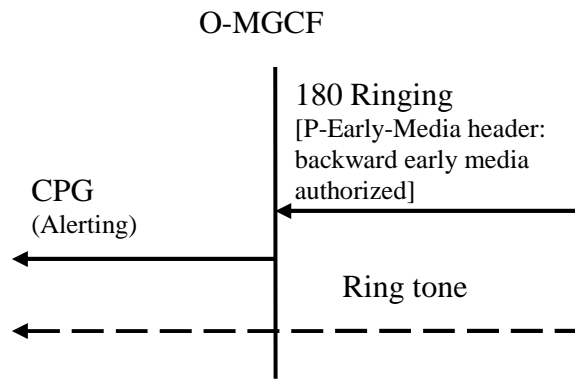 O-MGCF
180 Ringing
[P-Early-Media header:
backward early media
authorized]
CPG
(Alerting)
Ring tone